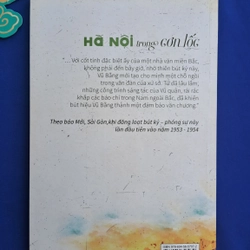 HÀ NỘI trong cơn lốc
"... với cốt tính đặc biệt ấy của một nhà văn miền Bắc,
không phải đến bây giờ, nhờ thiên bút ký này,
Vũ Bằng mới tạo cho mình một chỗ ngồi
trong văn đàn của xứ sở. Từ đã lâu lắm,
những công trình sáng tác của Vũ quân, rải rác
khắp các báo chí trong Nam ngoài Bắc, đã khiến
bút hiệu Vũ Bằng thành một đảm bảo văn chương."
Theo báo Mới, Sài Gòn,khi đăng loạt bút ký – phóng sự này
lần đầu tiên vào năm 1953 - 1954